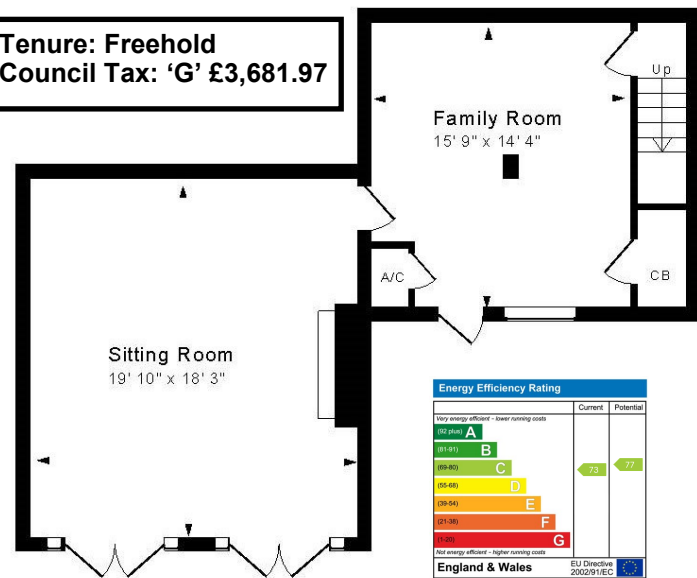 Tenure: Freehold
Council Tax: ‘G’ £3,681.97
Up
Family Room
15' 9" x 14' 4"
A/C
CB
Sitting Room
19' 10" x 18' 3"
Energy Efficiency Rating
Current Potential
Very energy efficient - lower running costs
(92 plus) A
(81-91) B
(69-80) C
73 77
(55-68) D
(39-54) E
(21-38) F
(1-20) G
Not energy efficient - higher running costs
England & Wales
EU Directive
2002/91/EC